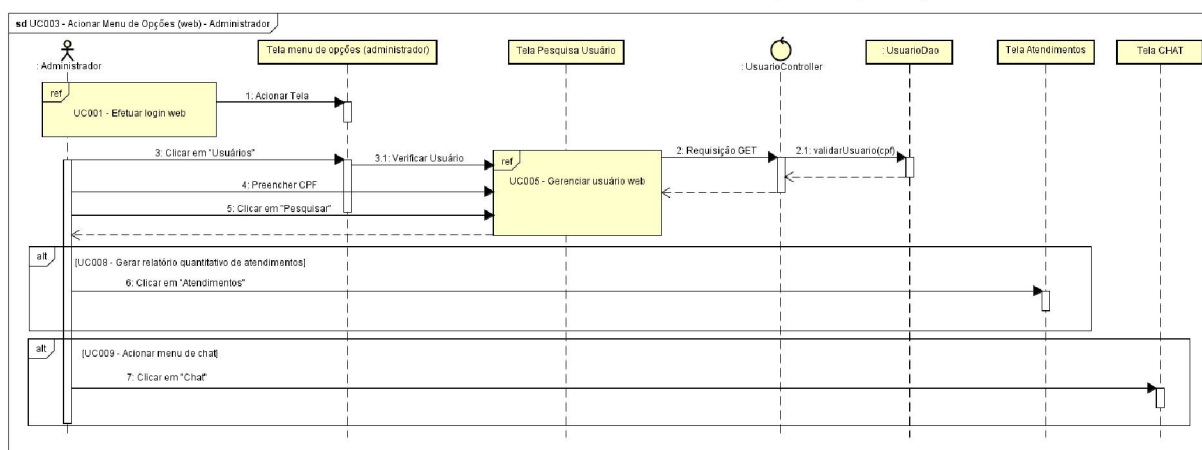 sd UC003 - Acionar Menu de Opções (web) - Administrador
: Administrador
Tela menu de opções (administrador)
Tela Pesquisa Usuário
: UsuarioController
: UsuarioDao
Tela Atendimentos
Tela CHAT
ref
UC001 - Efetuar login web
1: Acionar Tela
3: Clicar em "Usuários"
3.1: Verificar Usuário
ref
UC005 - Gerenciar usuário web
2: Requisição GET
2.1: validarUsuario(cpf)
4: Preencher CPF
5: Clicar em "Pesquisar"
alt
[UC008 - Gerar relatório quantitativo de atendimentos]
6: Clicar em "Atendimentos"
alt
[UC009 - Acionar menu de chat]
7: Clicar em "Chat"